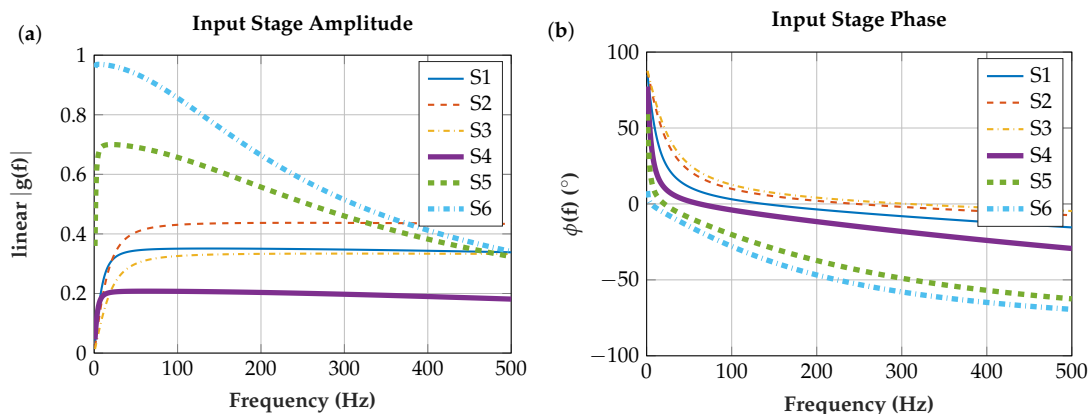 (a)
Input Stage Amplitude
linear |g(f)|
1
0.8
0.6
0.4
0.2
0
0
100
200
300
400
500
Frequency (Hz)
S1
S2
S3
S4
S5
S6
(b)
Input Stage Phase
ϕ(f) (°)
100
50
0
−50
−100
0
100
200
300
400
500
Frequency (Hz)
S1
S2
S3
S4
S5
S6